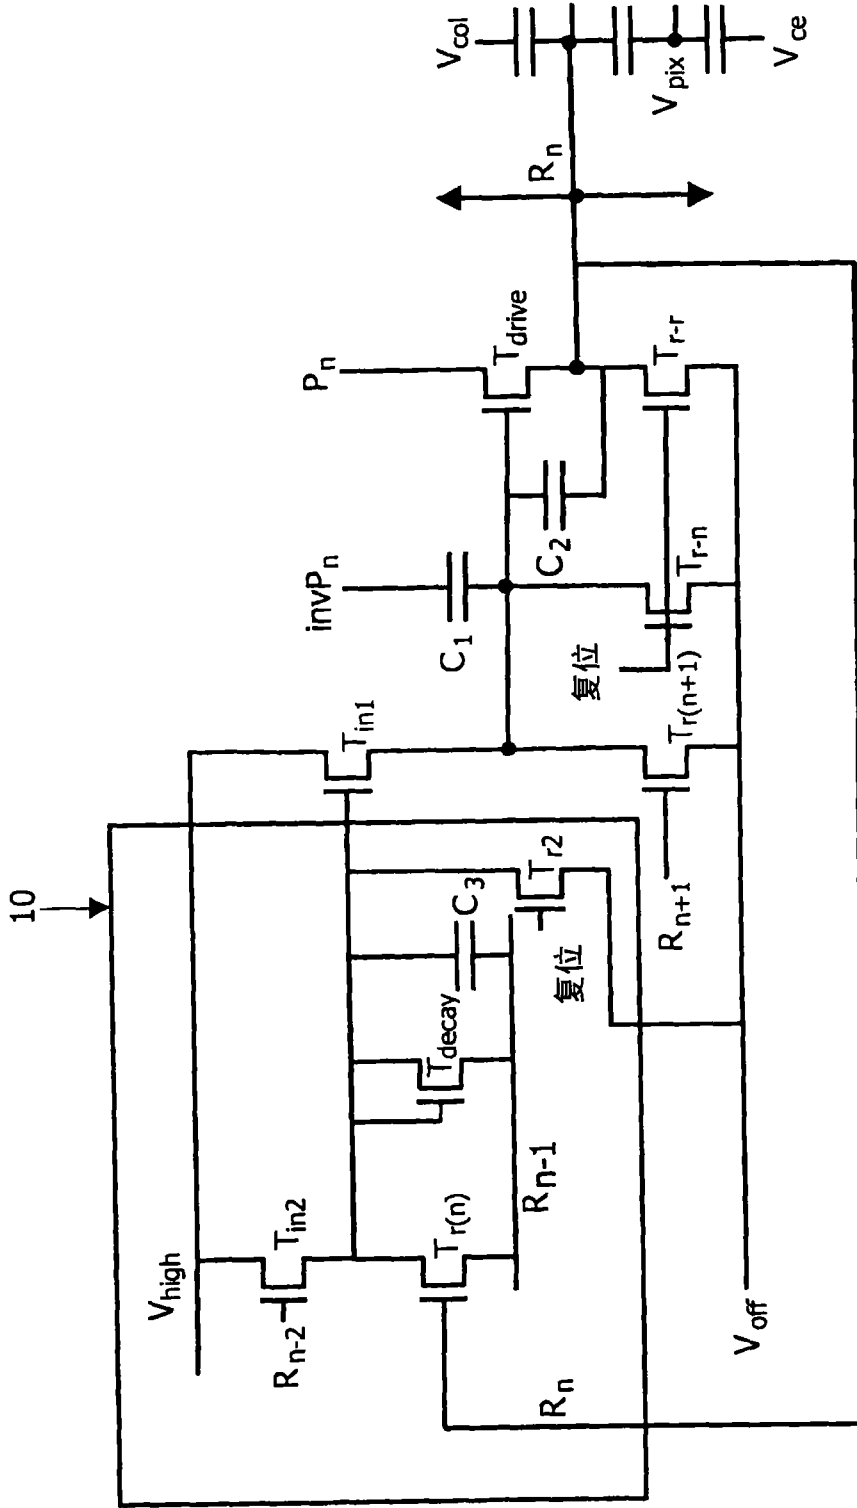 10
V_high
R_n-2
T_in2
T_r(n)
R_n
R_n-1
T_decay
C_3
T_r2
复位
T_in1
R_n+1
T_r(n+1)
V_off
invP_n
C_1
C_2
复位
T_r-n
P_n
T_drive
T_r-r
R_n
V_col
V_pix
V_ce